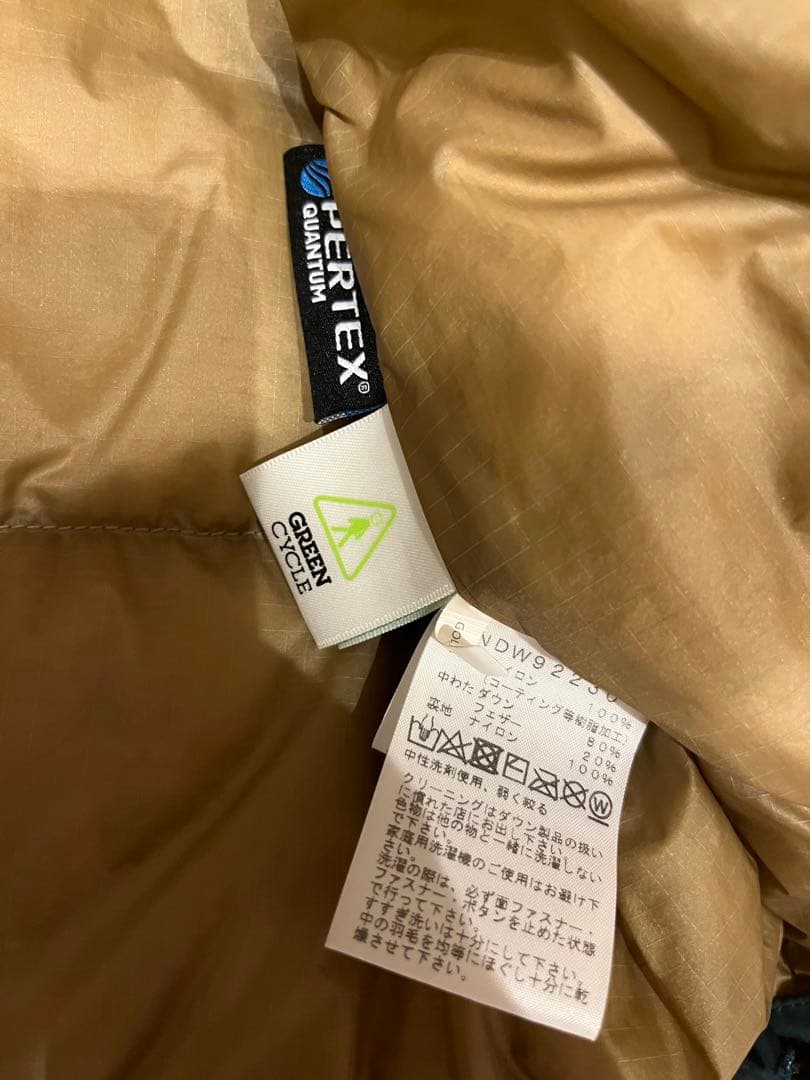 PERTEX®
QUANTUM
GREEN
CYCLE
NDW92230
イロン 100%
(コーティング等樹脂加工)
中わた ダウン 80%
フェザー 20%
裏地 ナイロン 100%
中性洗剤使用、弱く絞る
クリーニングはダウン製品の扱い
に慣れた店にお出し下さい。
色物は他の物と一緒に洗濯しない
で下さい。
家庭用洗濯機のご使用はお避け下
さい。
洗濯の際は、必ず面ファスナー・
ファスナー、ボタンを止めた状態
で行って下さい。
すすぎ洗いは十分にして下さい。
中の羽毛を均等にほぐし十分に乾
燥させて下さい。